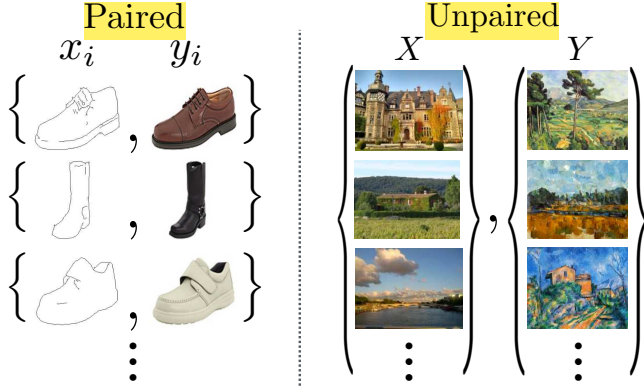 Paired
Unpaired
x_i
y_i
X
Y
{ , }
{ , }
{ , }
⋮
{ , }
⋮ ⋮